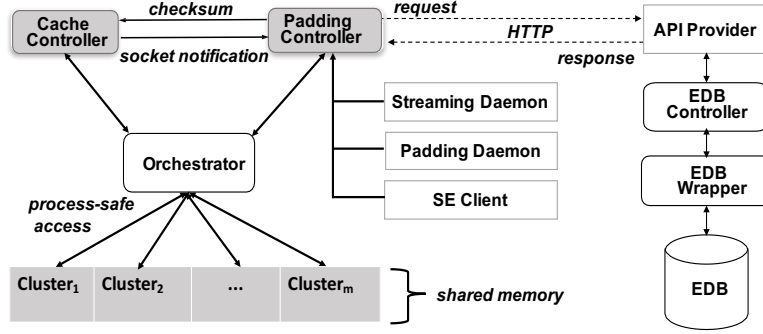 checksum
request
Cache
Controller
Padding
Controller
HTTP
API Provider
socket notification
response
Streaming Daemon
EDB
Controller
Orchestrator
Padding Daemon
EDB
Wrapper
SE Client
process-safe
access
Cluster1
Cluster2
...
Clusterm
shared memory
EDB